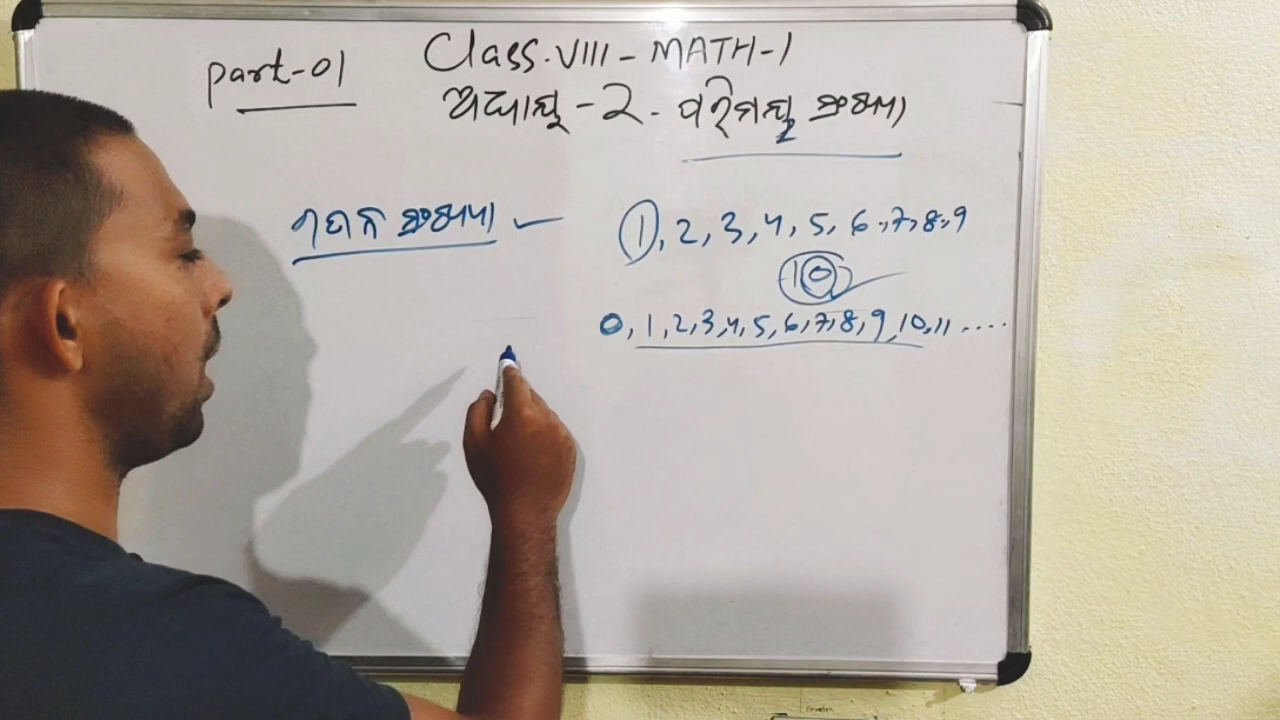 part-01
Class.VIII - MATH-1
ଅଧ୍ୟାୟ - 2. ପରିମେୟ ସଂଖ୍ୟା
ଗଣନ ସଂଖ୍ୟା
1, 2, 3, 4, 5, 6, 7, 8, 9
10
0, 1, 2, 3, 4, 5, 6, 7, 8, 9, 10, 11 ....